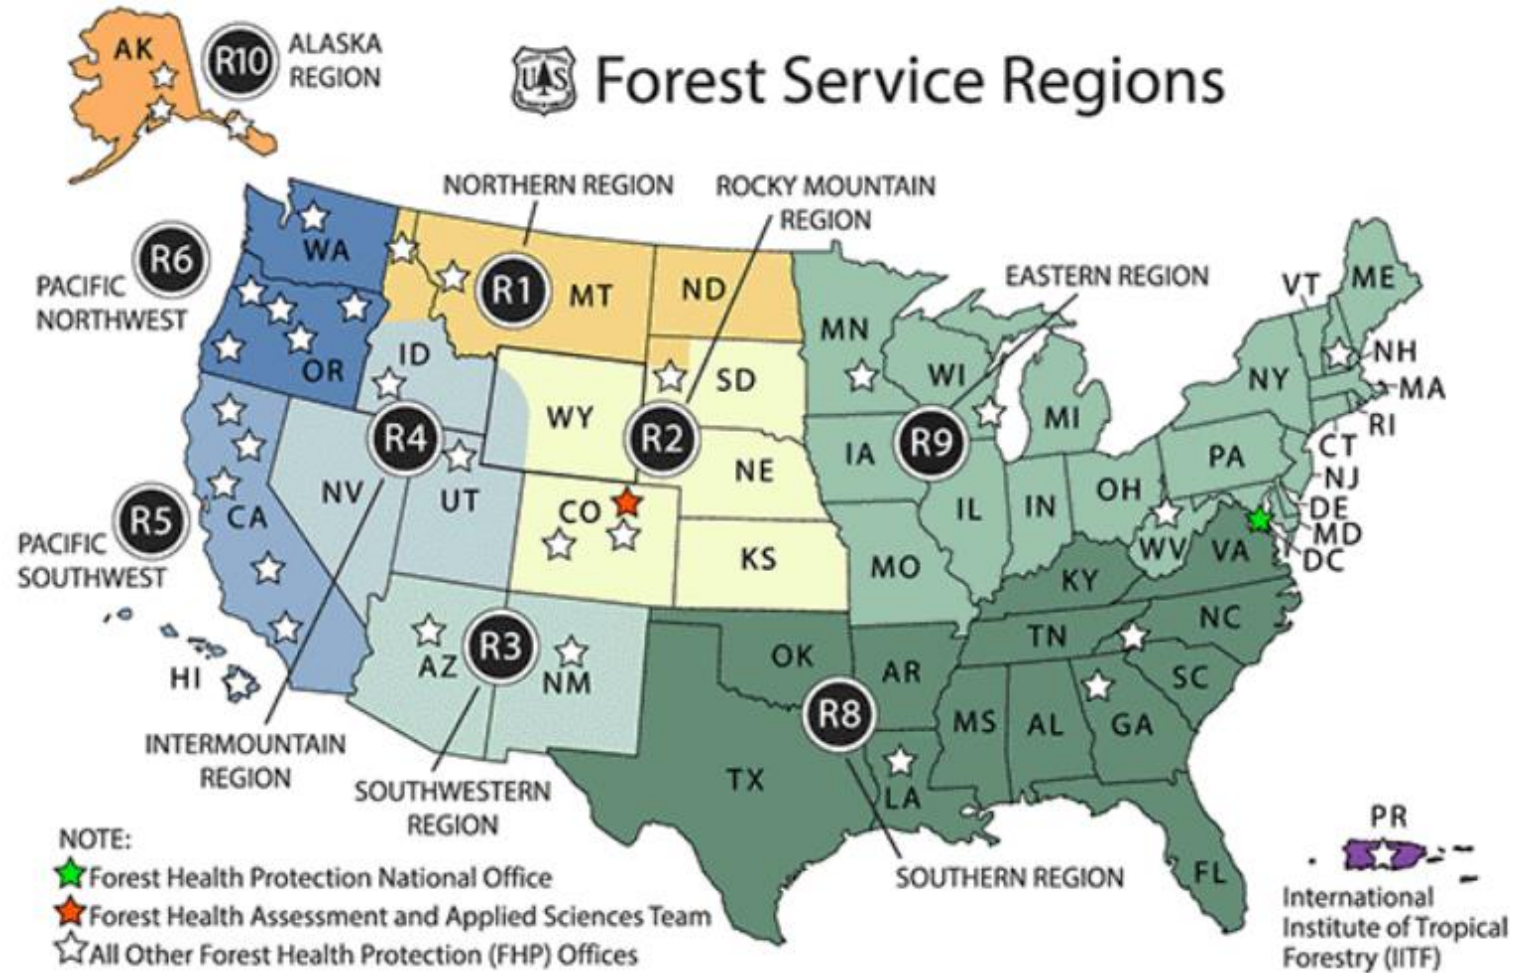 AK
R10
ALASKA
REGION
US
Forest Service Regions
NORTHERN REGION
ROCKY MOUNTAIN
REGION
R6
PACIFIC
NORTHWEST
WA
R1
MT
ND
EASTERN REGION
VT
ME
MN
OR
ID
SD
WI
MI
NY
NH
MA
RI
CT
NJ
DE
MD
DC
WY
R4
R2
R9
IA
NE
PA
NV
UT
CO
IL
IN
OH
R5
PACIFIC
SOUTHWEST
CA
KS
MO
WV
VA
KY
HI
AZ
R3
NM
OK
AR
TN
NC
SC
R8
MS
AL
GA
TX
LA
FL
INTERMOUNTAIN
REGION
SOUTHWESTERN
REGION
SOUTHERN REGION
PR
International
Institute of Tropical
Forestry (IITF)
NOTE:
Forest Health Protection National Office
Forest Health Assessment and Applied Sciences Team
All Other Forest Health Protection (FHP) Offices